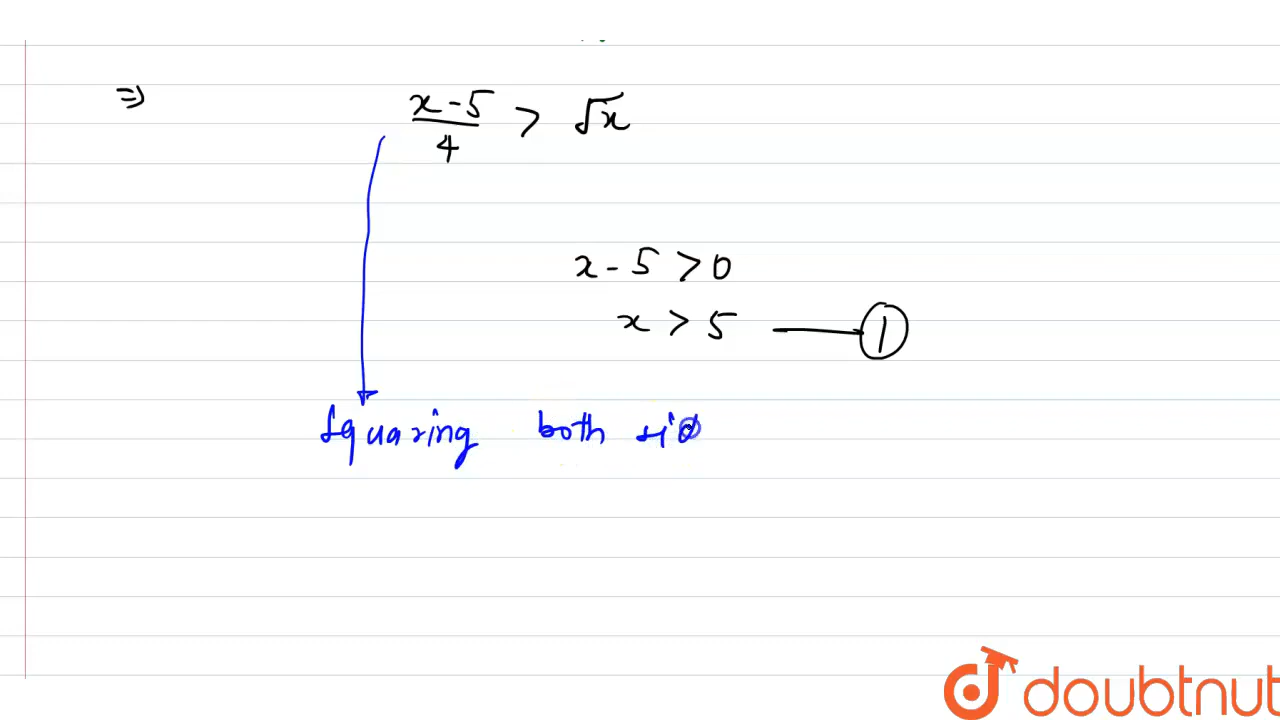 ⇒ (x-5)/4 > √x
x - 5 > 0
x > 5 —— ①
Squaring both sid
doubtnut